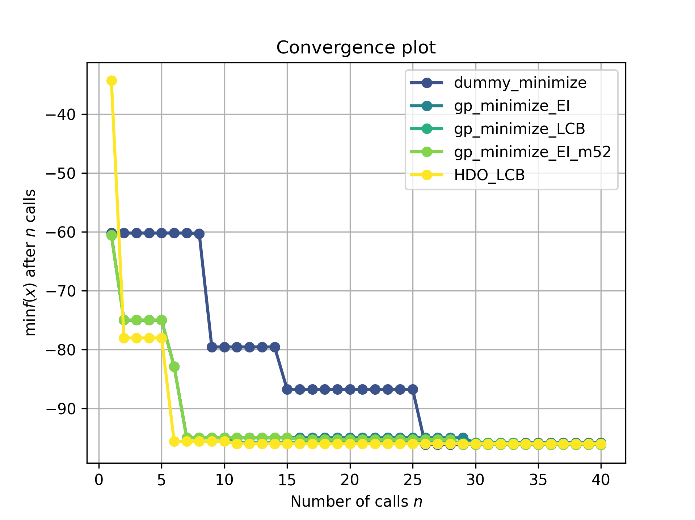 Convergence plot
dummy_minimize
gp_minimize_EI
gp_minimize_LCB
gp_minimize_EI_m52
HDO_LCB
min f(x) after n calls
−40
−50
−60
−70
−80
−90
0 5 10 15 20 25 30 35 40
Number of calls n